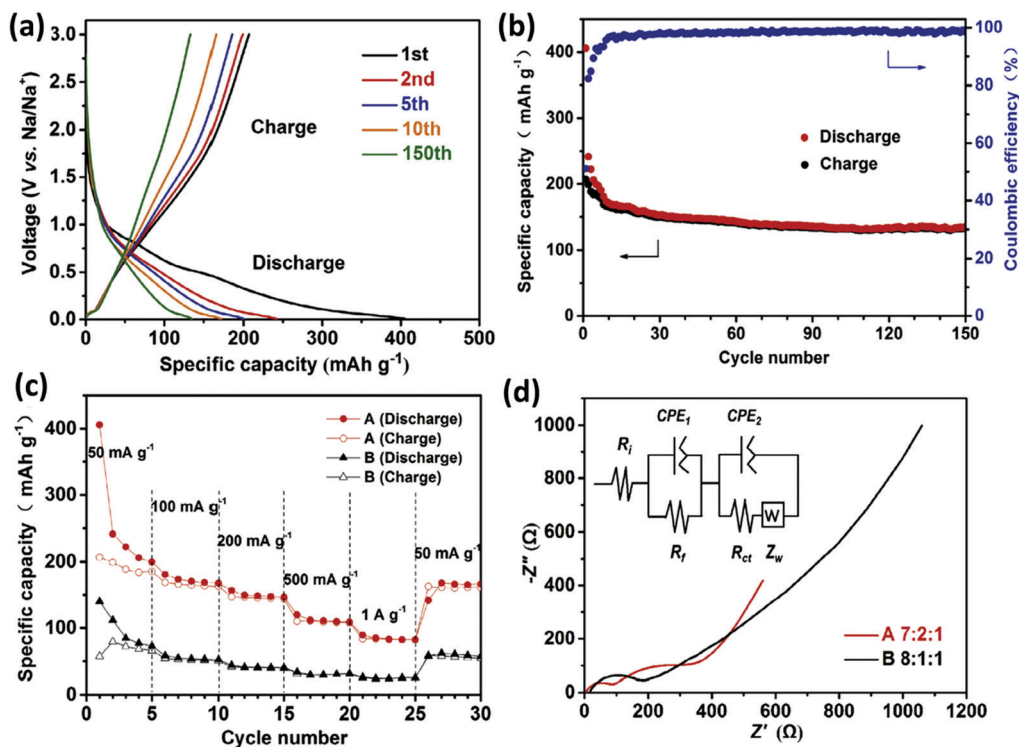 (a)
3.0
2.5
2.0
1.5
1.0
0.5
0.0
Voltage (V vs. Na/Na⁺)
1st
2nd
5th
10th
150th
Charge
Discharge
0 100 200 300 400 500
Specific capacity (mAh g⁻¹)
(b)
400
300
200
100
0
Specific capacity ( mAh g⁻¹)
100
80
60
40
20
0
Coulombic efficiency (%)
Discharge
Charge
0 30 60 90 120 150
Cycle number
(c)
400
300
200
100
0
Specific capacity ( mAh g⁻¹)
A (Discharge)
A (Charge)
B (Discharge)
B (Charge)
50 mA g⁻¹
100 mA g⁻¹
200 mA g⁻¹
500 mA g⁻¹
1 A g⁻¹
50 mA g⁻¹
0 5 10 15 20 25 30
Cycle number
(d)
1000
800
600
400
200
0
-Z″ (Ω)
CPE₁ CPE₂
Rᵢ
R_f R_ct Z_w
W
A 7:2:1
B 8:1:1
0 200 400 600 800 1000 1200
Z′ (Ω)